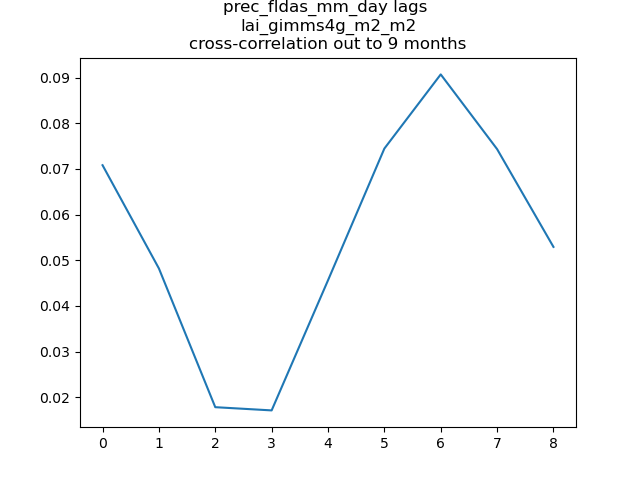 prec_fldas_mm_day lags
lai_gimms4g_m2_m2
cross-correlation out to 9 months
0.09
0.08
0.07
0.06
0.05
0.04
0.03
0.02
0 1 2 3 4 5 6 7 8